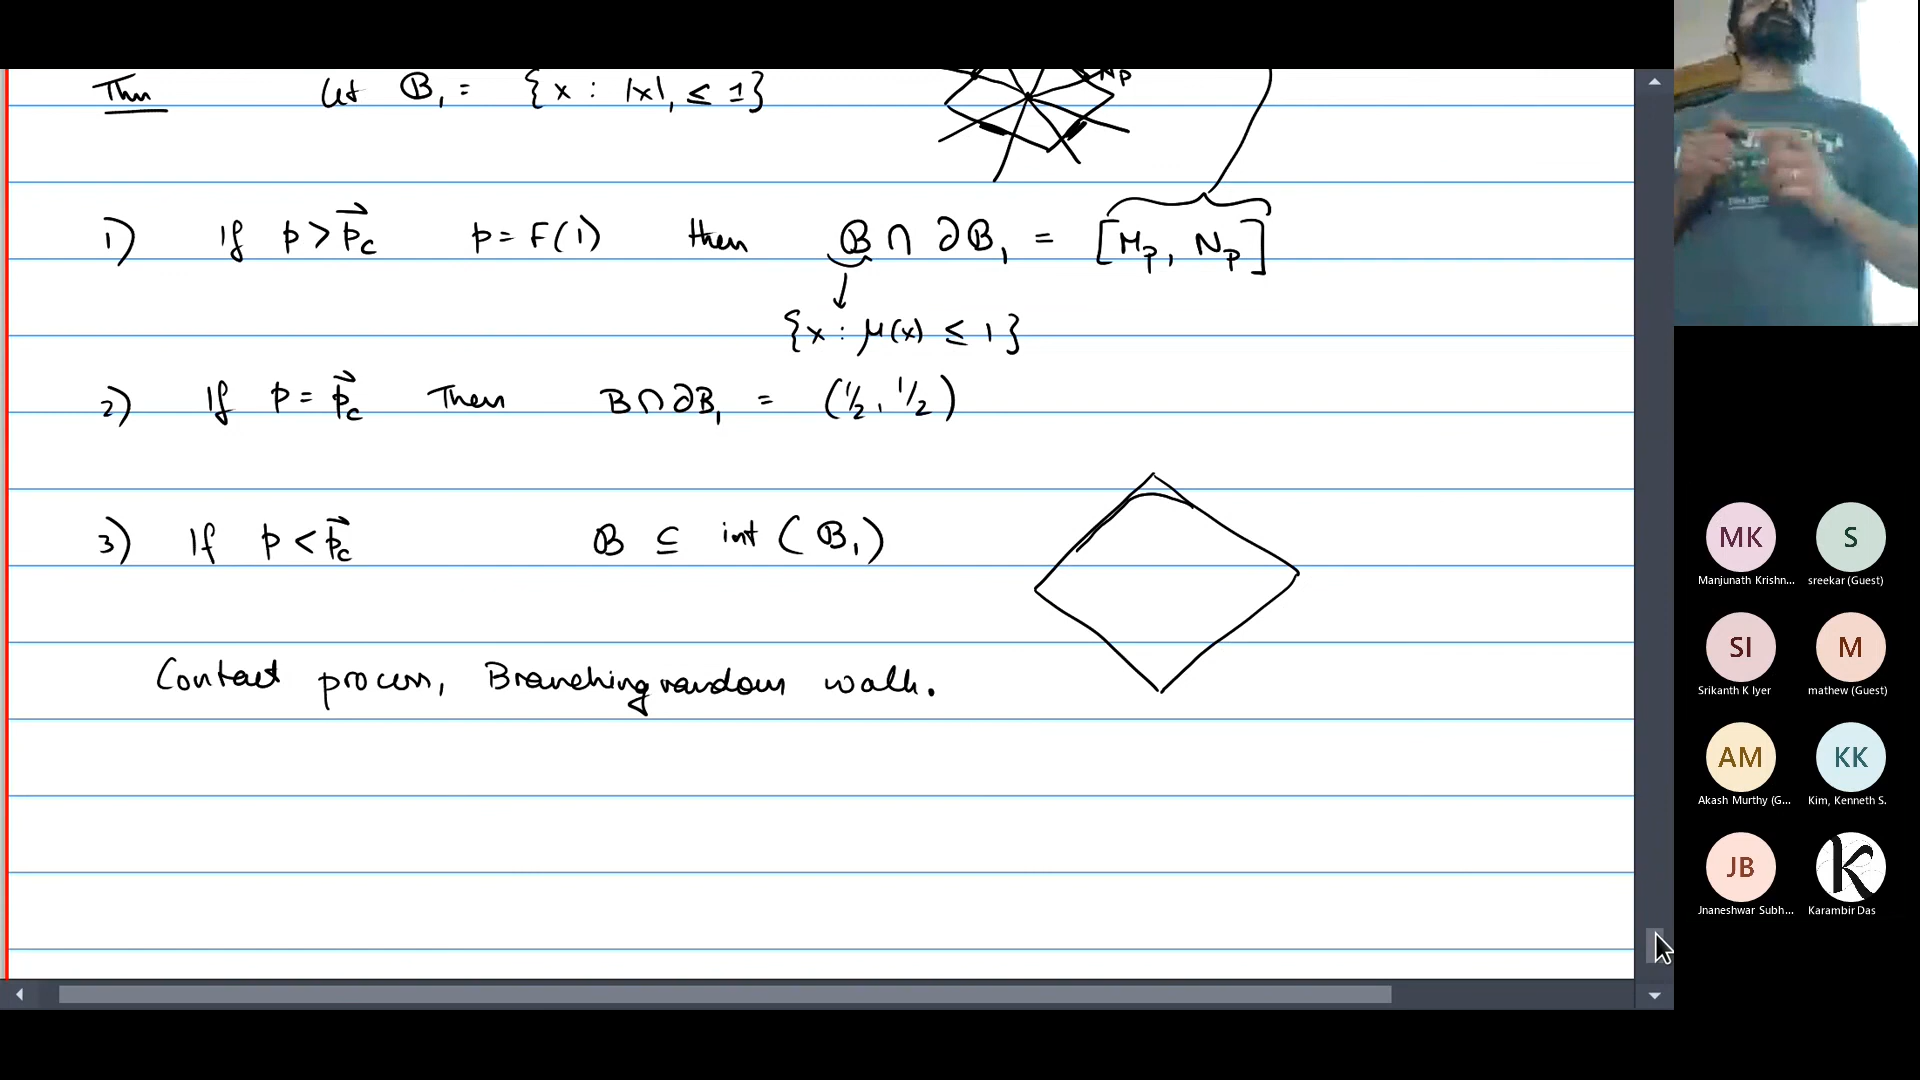 Thm Let B₁ = {x : |x|₁ ≤ 1}
Np
1) If p > p⃗c p = F(1) then B ∩ ∂B₁ = [Mp, Np]
{x : μ(x) ≤ 1}
2) If p = p⃗c Then B ∩ ∂B₁ = (1/2, 1/2)
3) If p < p⃗c B ⊆ int (B₁)
Contact process, Branching random walk.
MK
Manjunath Krishn...
S
sreekar (Guest)
SI
Srikanth K Iyer
M
mathew (Guest)
AM
Akash Murthy (G...
KK
Kim, Kenneth S.
JB
Jnaneshwar Subh...
K
Karambir Das